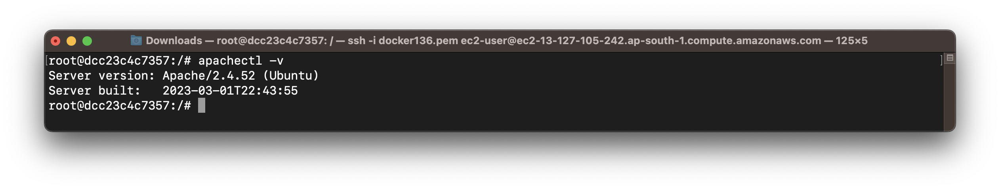 Downloads — root@dcc23c4c7357: / — ssh -i docker136.pem ec2-user@ec2-13-127-105-242.ap-south-1.compute.amazonaws.com — 125×5
[root@dcc23c4c7357:/# apachectl -v]
Server version: Apache/2.4.52 (Ubuntu)
Server built:   2023-03-01T22:43:55
root@dcc23c4c7357:/#